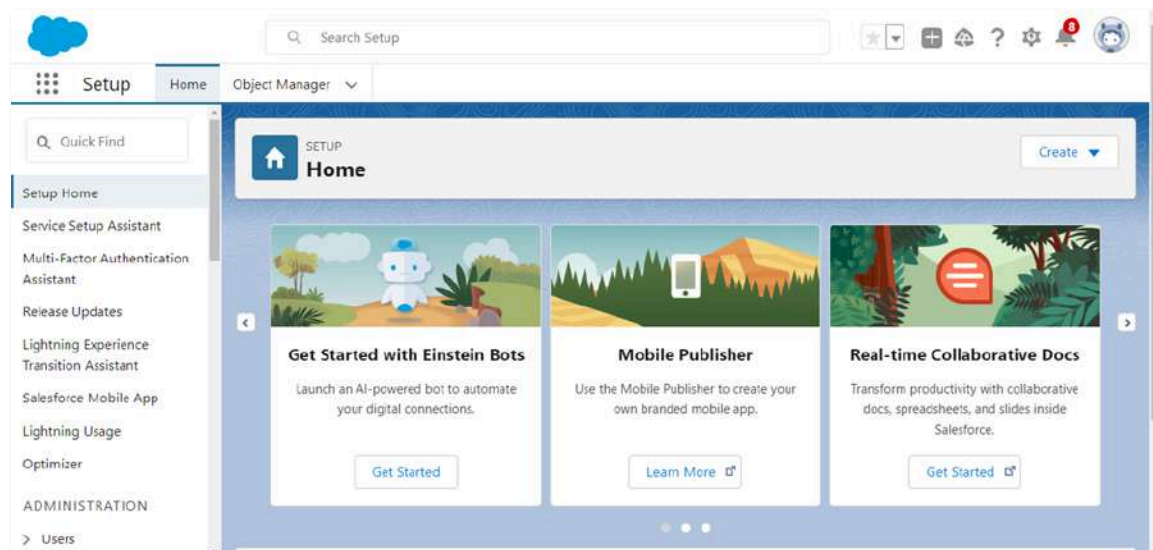 Search Setup
8
Setup
Home
Object Manager
Quick Find
Setup Home
Service Setup Assistant
Multi-Factor Authentication
Assistant
Release Updates
Lightning Experience
Transition Assistant
Salesforce Mobile App
Lightning Usage
Optimizer
ADMINISTRATION
Users
SETUP
Home
Create
Get Started with Einstein Bots
Launch an AI-powered bot to automate
your digital connections.
Get Started
Mobile Publisher
Use the Mobile Publisher to create your
own branded mobile app.
Learn More
Real-time Collaborative Docs
Transform productivity with collaborative
docs, spreadsheets, and slides inside
Salesforce.
Get Started